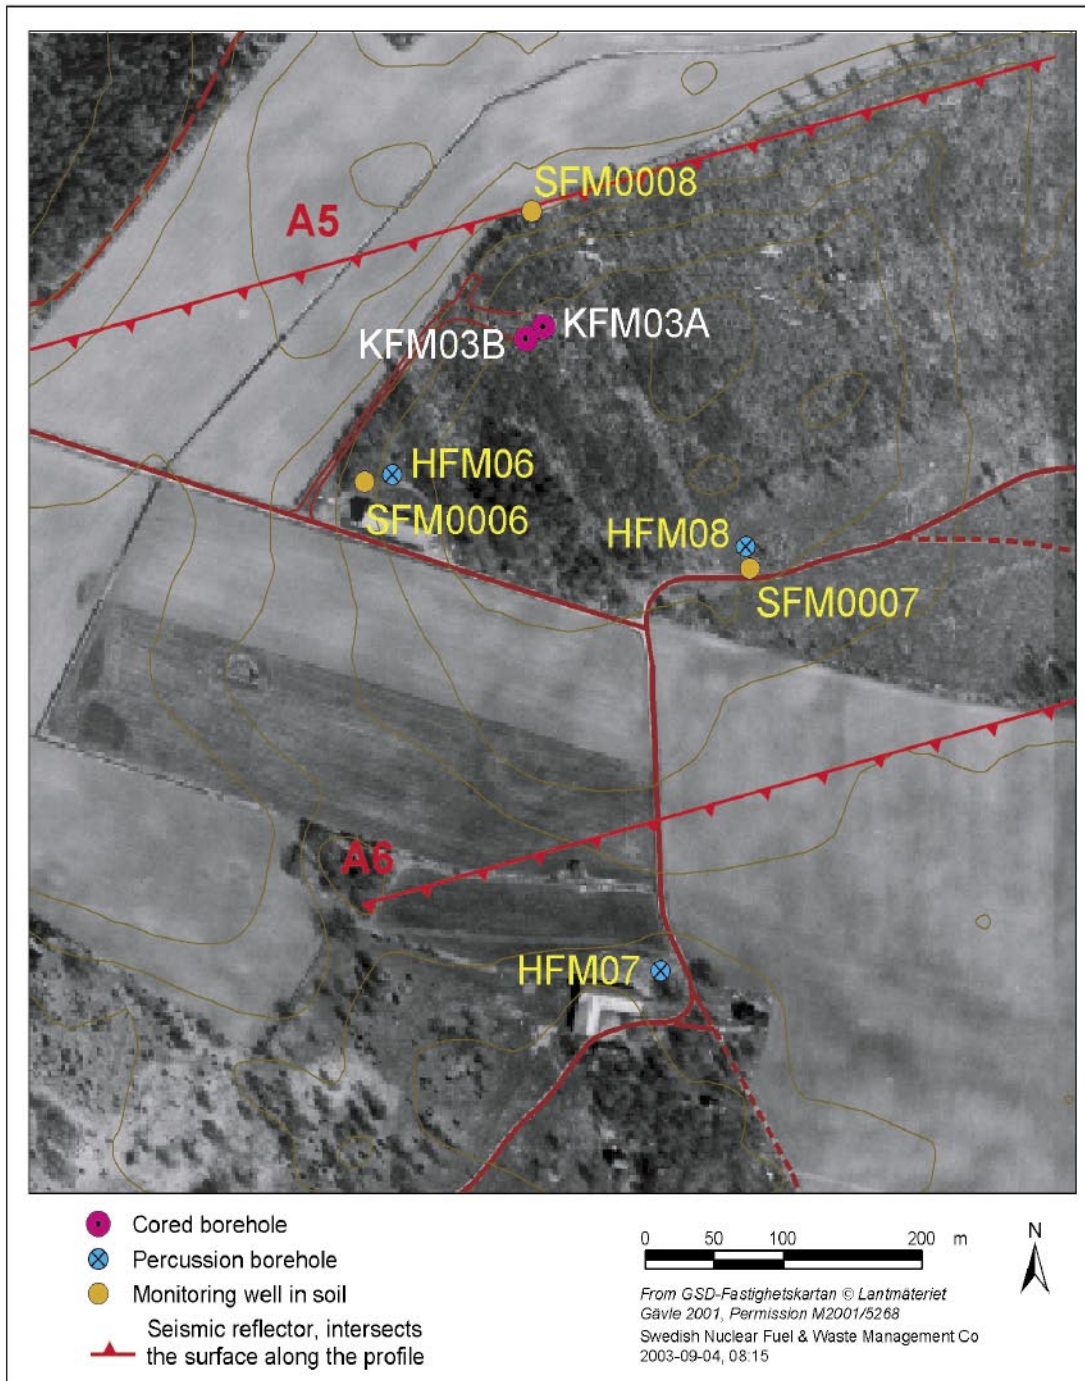 SFM0008
A5
KFM03A
KFM03B
HFM06
SFM0006
HFM08
SFM0007
A6
HFM07
Cored borehole
Percussion borehole
Monitoring well in soil
Seismic reflector, intersects
the surface along the profile
0 50 100 200 m
N
From GSD-Fastighetskartan © Lantmäteriet
Gävle 2001, Permission M2001/5268
Swedish Nuclear Fuel & Waste Management Co
2003-09-04, 08:15